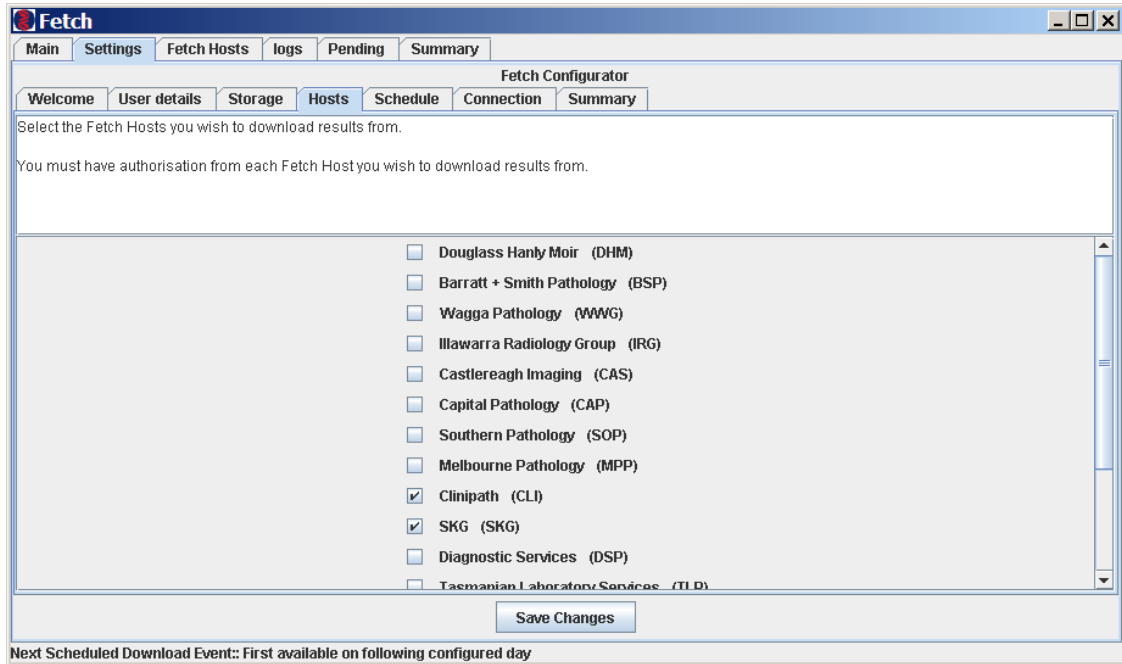 Fetch
Main Settings Fetch Hosts logs Pending Summary
Fetch Configurator
Welcome User details Storage Hosts Schedule Connection Summary
Select the Fetch Hosts you wish to download results from.
You must have authorisation from each Fetch Host you wish to download results from.
Douglass Hanly Moir (DHM)
Barratt + Smith Pathology (BSP)
Wagga Pathology (WWG)
Illawarra Radiology Group (IRG)
Castlereagh Imaging (CAS)
Capital Pathology (CAP)
Southern Pathology (SOP)
Melbourne Pathology (MPP)
Clinipath (CLI)
SKG (SKG)
Diagnostic Services (DSP)
Tasmanian Laboratory Services (TLP)
Save Changes
Next Scheduled Download Event:: First available on following configured day